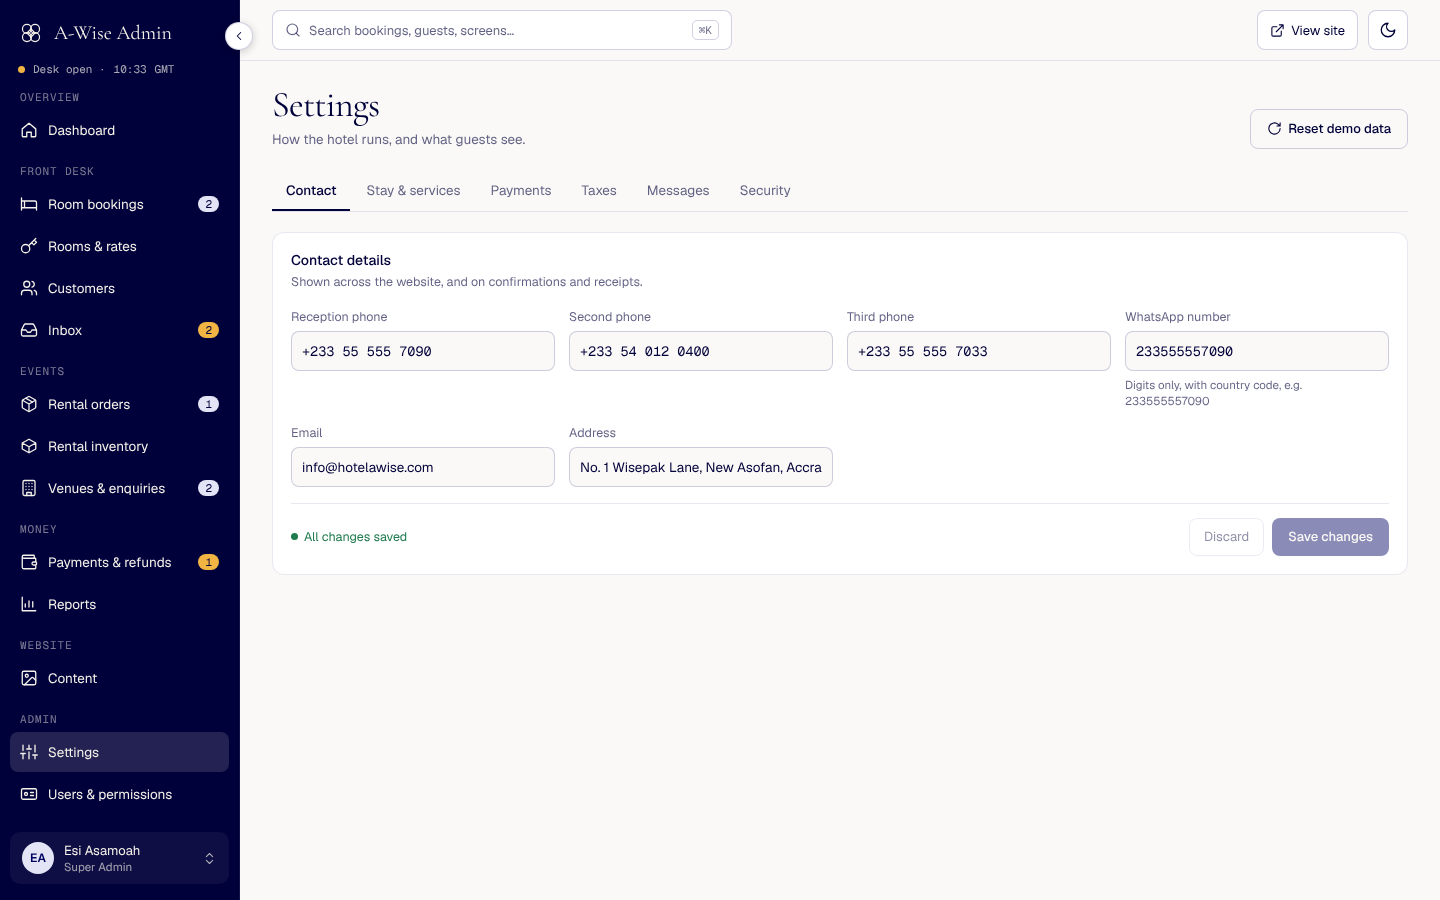 A-Wise Admin
Desk open · 10:33 GMT
OVERVIEW
Dashboard
FRONT DESK
Room bookings 2
Rooms & rates
Customers
Inbox 2
EVENTS
Rental orders 1
Rental inventory
Venues & enquiries 2
MONEY
Payments & refunds 1
Reports
WEBSITE
Content
ADMIN
Settings
Users & permissions
EA
Esi Asamoah
Super Admin
Search bookings, guests, screens… ⌘K
View site
Settings
How the hotel runs, and what guests see.
Reset demo data
Contact Stay & services Payments Taxes Messages Security
Contact details
Shown across the website, and on confirmations and receipts.
Reception phone Second phone Third phone WhatsApp number
+233 55 555 7090 +233 54 012 0400 +233 55 555 7033 233555557090
Digits only, with country code, e.g.
233555557090
Email Address
info@hotelawise.com No. 1 Wisepak Lane, New Asofan, Accra
All changes saved
Discard Save changes